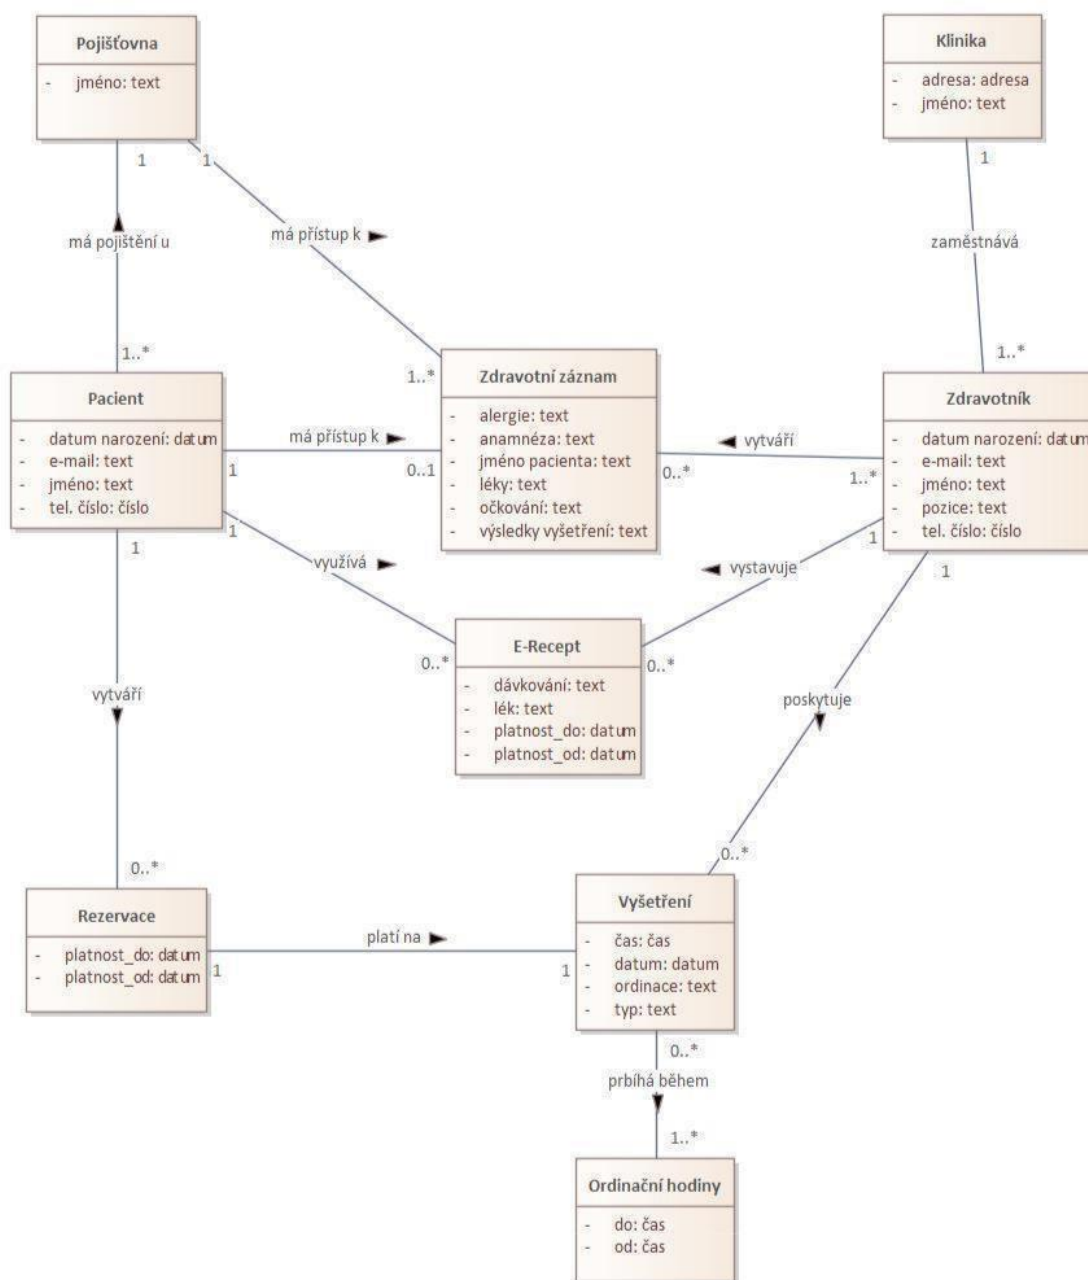 Pojišťovna
- jméno: text
Klinika
- adresa: adresa
- jméno: text
1
1
1
má přístup k
má pojištění u
zaměstnává
1..*
1..*
1..*
Pacient
- datum narození: datum
- e-mail: text
- jméno: text
- tel. číslo: číslo
Zdravotní záznam
- alergie: text
- anamnéza: text
- jméno pacienta: text
- léky: text
- očkování: text
- výsledky vyšetření: text
Zdravotník
- datum narození: datum
- e-mail: text
- jméno: text
- pozice: text
- tel. číslo: číslo
má přístup k
1
0..1
vytváří
0..*
1..*
1
1
1
1
využívá
vystavuje
0..*
0..*
E-Recept
- dávkování: text
- lék: text
- platnost_do: datum
- platnost_od: datum
vytváří
poskytuje
0..*
0..*
Rezervace
- platnost_do: datum
- platnost_od: datum
platí na
1
1
Vyšetření
- čas: čas
- datum: datum
- ordinace: text
- typ: text
0..*
prbíhá během
1..*
Ordinační hodiny
- do: čas
- od: čas